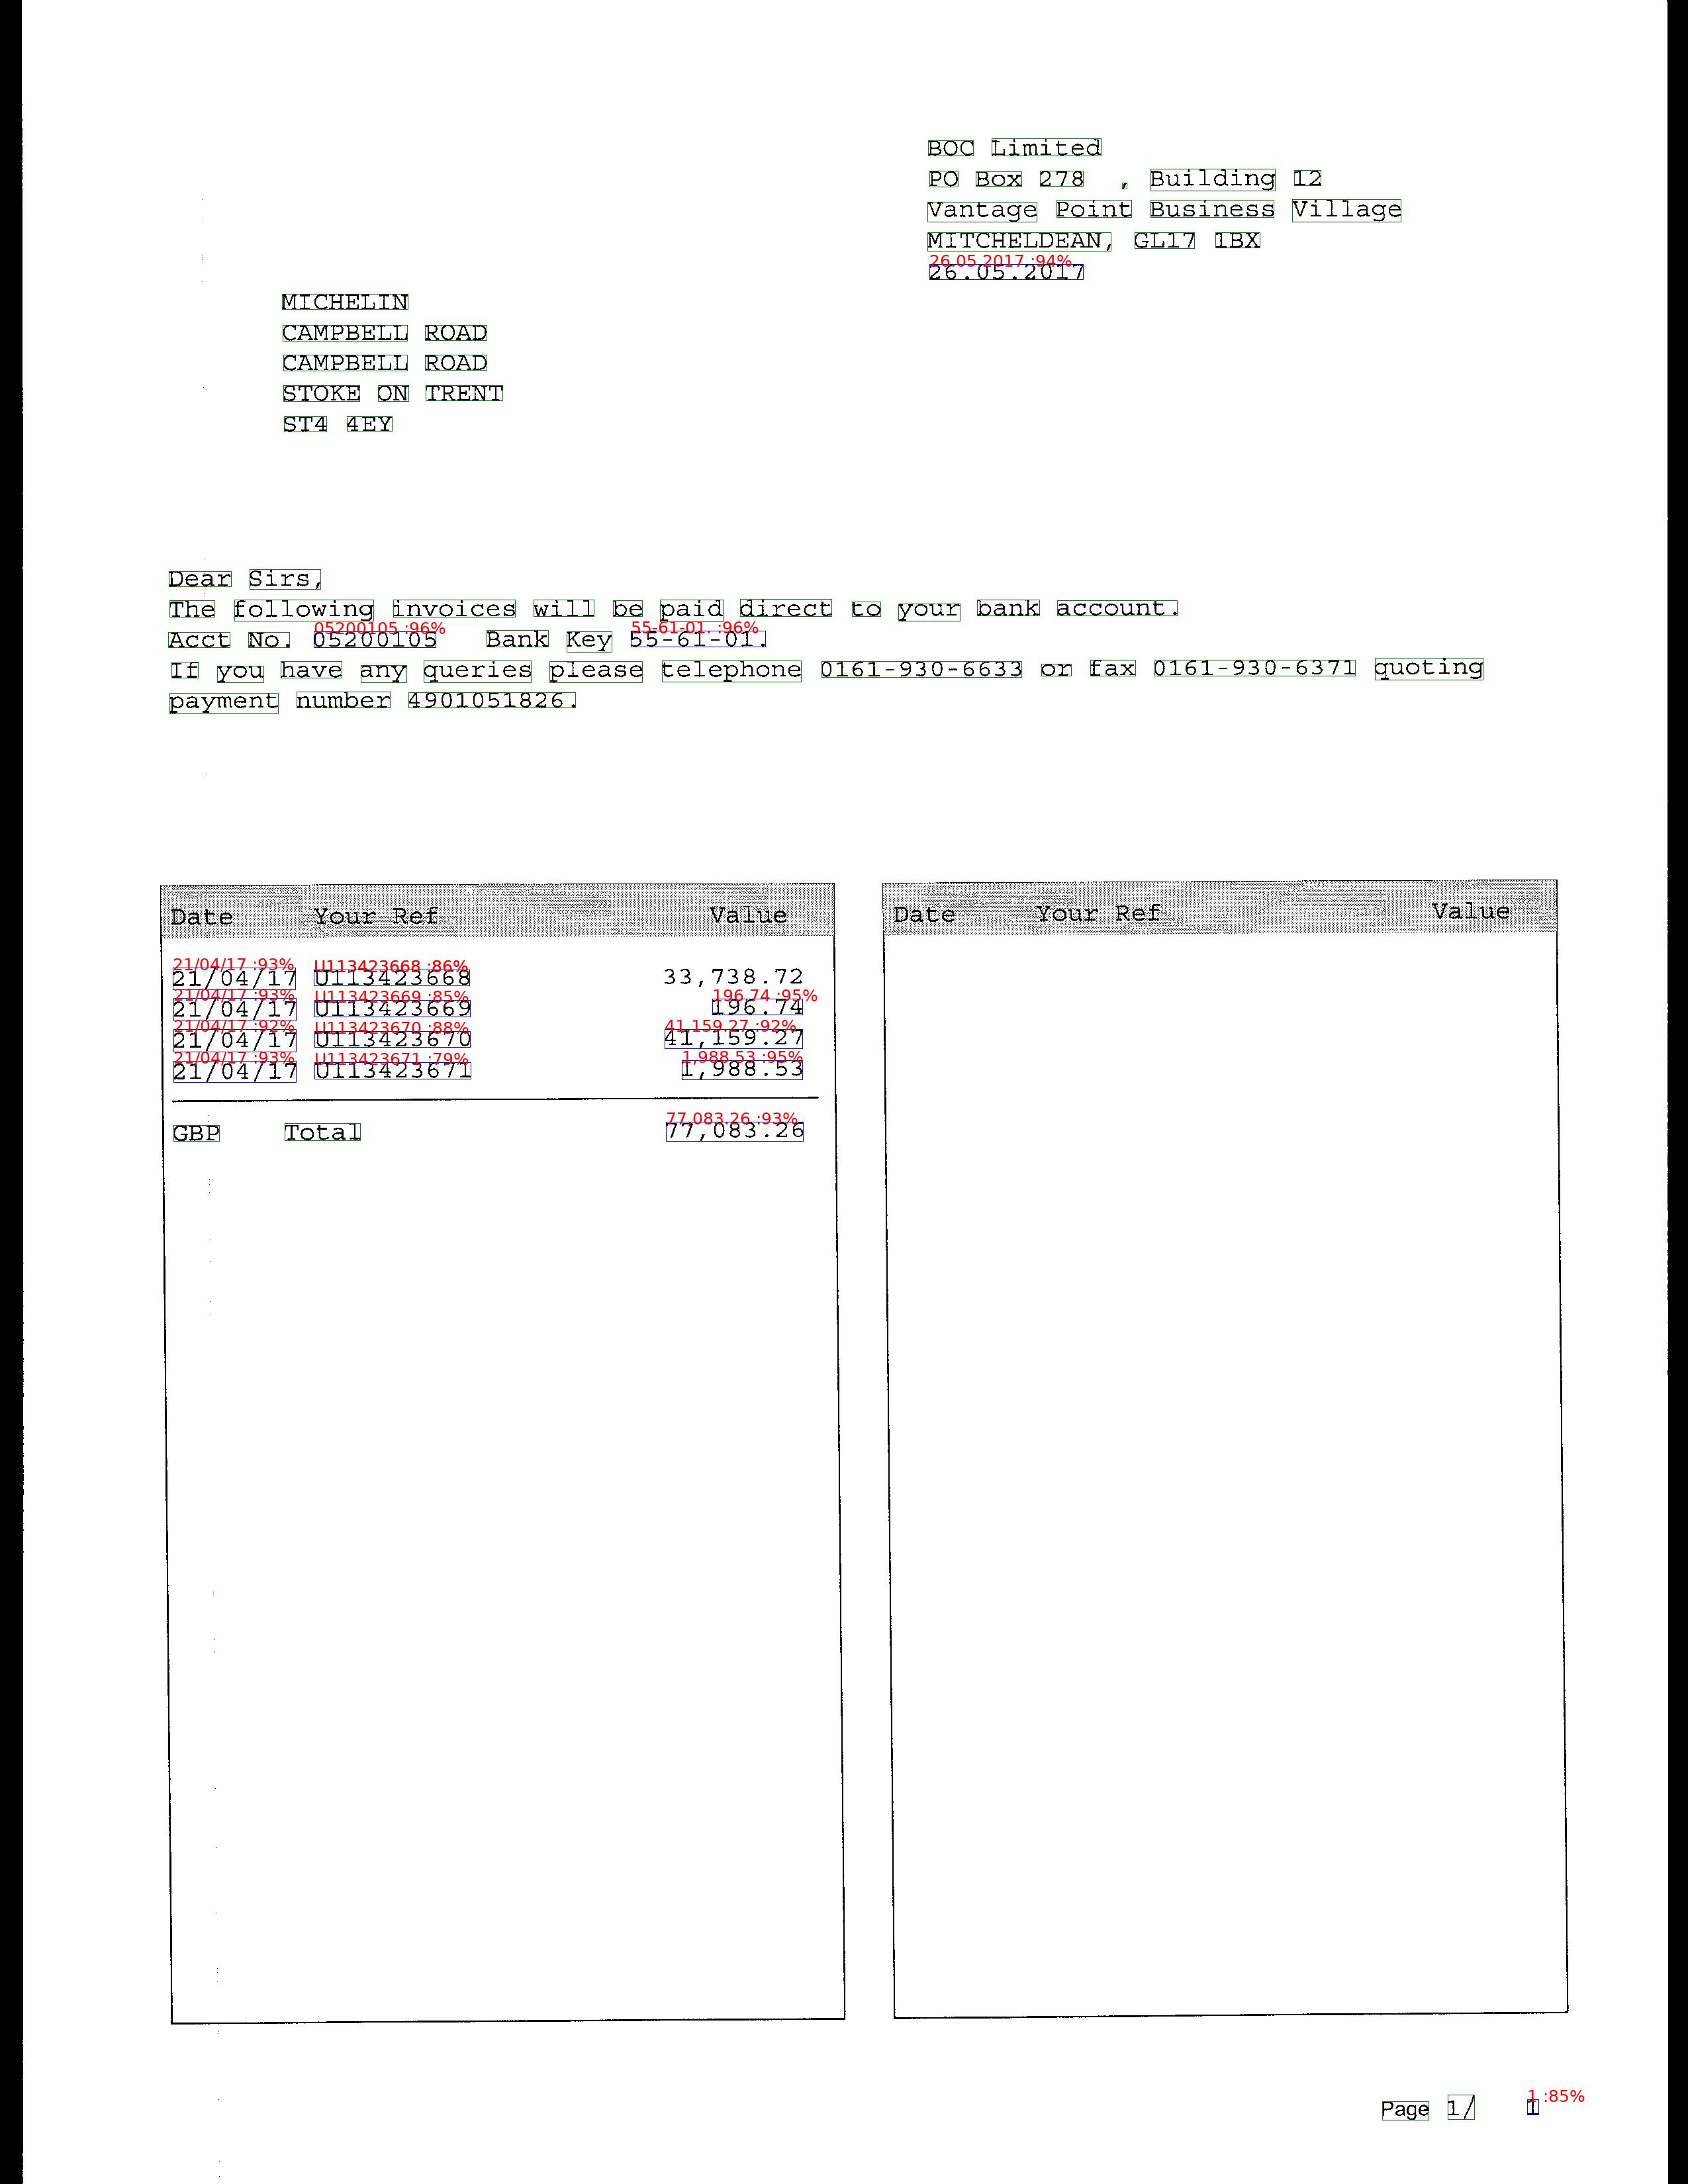 BOC Limited
PO Box 278 , Building 12
Vantage Point Business Village
MITCHELDEAN, GL17 1BX
26.05.2017 :94%
26.05.2017
MICHELIN
CAMPBELL ROAD
CAMPBELL ROAD
STOKE ON TRENT
ST4 4EY
Dear Sirs,
The following invoices will be paid direct to your bank account.
05200105 :96% 55-61-01. :96%
Acct No. 05200105 Bank Key 55-61-01.
If you have any queries please telephone 0161-930-6633 or fax 0161-930-6371 quoting
payment number 4901051826.
Date Your Ref Value Date Your Ref Value
21/04/17 :93% U113423668 :86%
21/04/17 U113423668 33,738.72
21/04/17 :93% U113423669 :85% 196.74 :95%
21/04/17 U113423669 196.74
21/04/17 :92% U113423670 :88% 41,159.27 :92%
21/04/17 U113423670 41,159.27
21/04/17 :93% U113423671 :79% 1,988.53 :95%
21/04/17 U113423671 1,988.53
77,083.26 :93%
GBP Total 77,083.26
1 :85%
Page 1/ 1